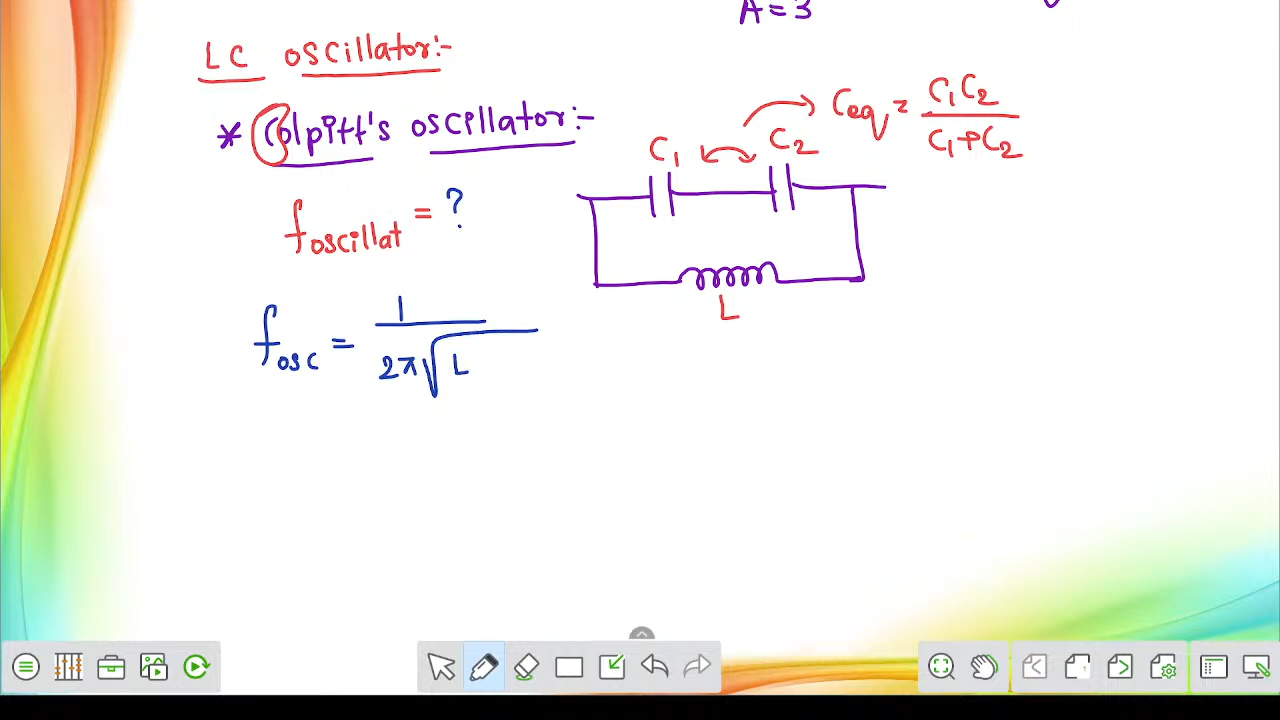 A = 3
LC oscillator:-
* Colpitt's oscillator:-
Ceq = C1C2 / C1+C2
C1 C2
foscillat = ?
L
fosc = 1 / 2π√L